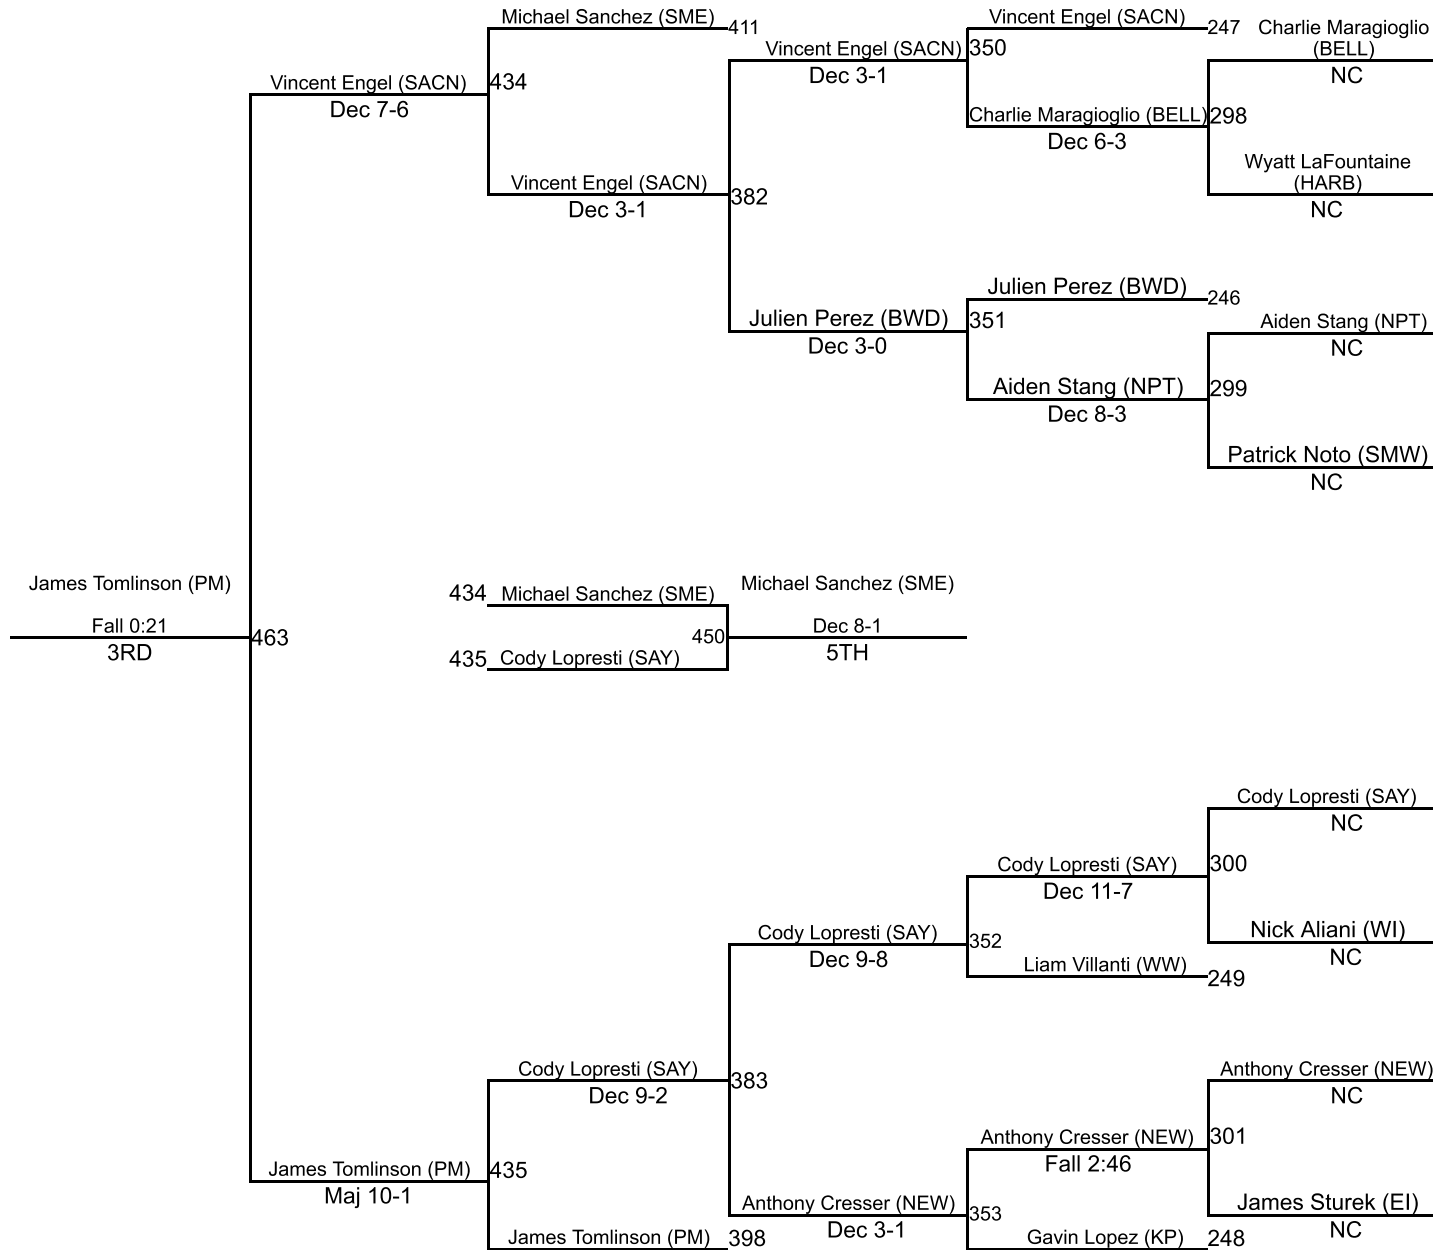 Michael Sanchez (SME)
411
Vincent Engel (SACN)
247
Charlie Maragioglio
(BELL)
NC
Vincent Engel (SACN)
350
Dec 3-1
Vincent Engel (SACN)
434
Dec 7-6
Charlie Maragioglio (BELL)
298
Dec 6-3
Wyatt LaFountaine
(HARB)
NC
Vincent Engel (SACN)
382
Dec 3-1
Julien Perez (BWD)
246
Julien Perez (BWD)
351
Dec 3-0
Aiden Stang (NPT)
NC
Aiden Stang (NPT)
299
Dec 8-3
Patrick Noto (SMW)
NC
James Tomlinson (PM)
Fall 0:21
463
3RD
434
Michael Sanchez (SME)
Michael Sanchez (SME)
450
Dec 8-1
5TH
435
Cody Lopresti (SAY)
Cody Lopresti (SAY)
NC
Cody Lopresti (SAY)
300
Dec 11-7
Nick Aliani (WI)
NC
Cody Lopresti (SAY)
352
Dec 9-8
Liam Villanti (WW)
249
Cody Lopresti (SAY)
383
Dec 9-2
Anthony Cresser (NEW)
NC
Anthony Cresser (NEW)
301
Fall 2:46
James Tomlinson (PM)
435
Maj 10-1
Anthony Cresser (NEW)
353
Dec 3-1
James Sturek (EI)
NC
James Tomlinson (PM)
398
Gavin Lopez (KP)
248